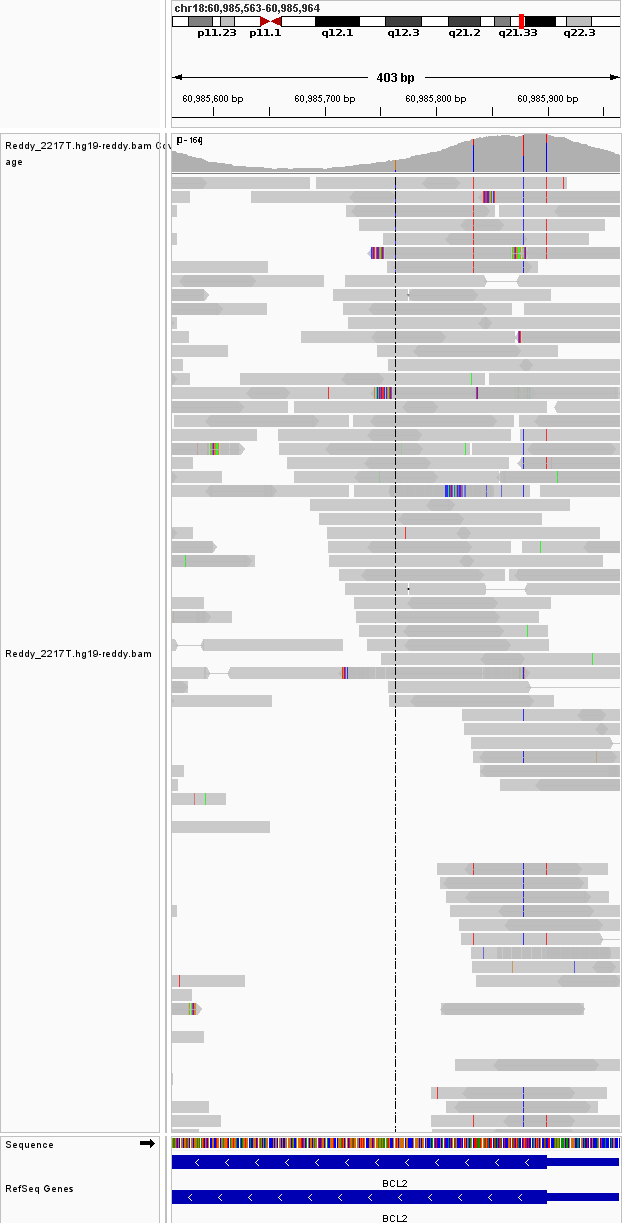 chr18:60,985,563-60,985,964
p11.23 p11.1 q12.1 q12.3 q21.2 q21.33 q22.3
403 bp
60,985,600 bp 60,985,700 bp 60,985,800 bp 60,985,900 bp
Reddy_2217T.hg19-reddy.bam Cov
age
[0 - 164]
Reddy_2217T.hg19-reddy.bam
Sequence
BCL2
RefSeq Genes
BCL2